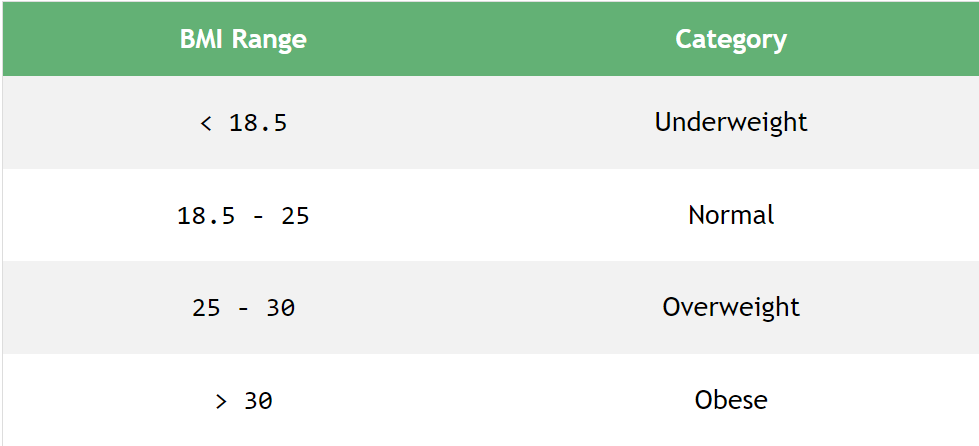 BMI Range Category
< 18.5 Underweight
18.5 - 25 Normal
25 - 30 Overweight
> 30 Obese